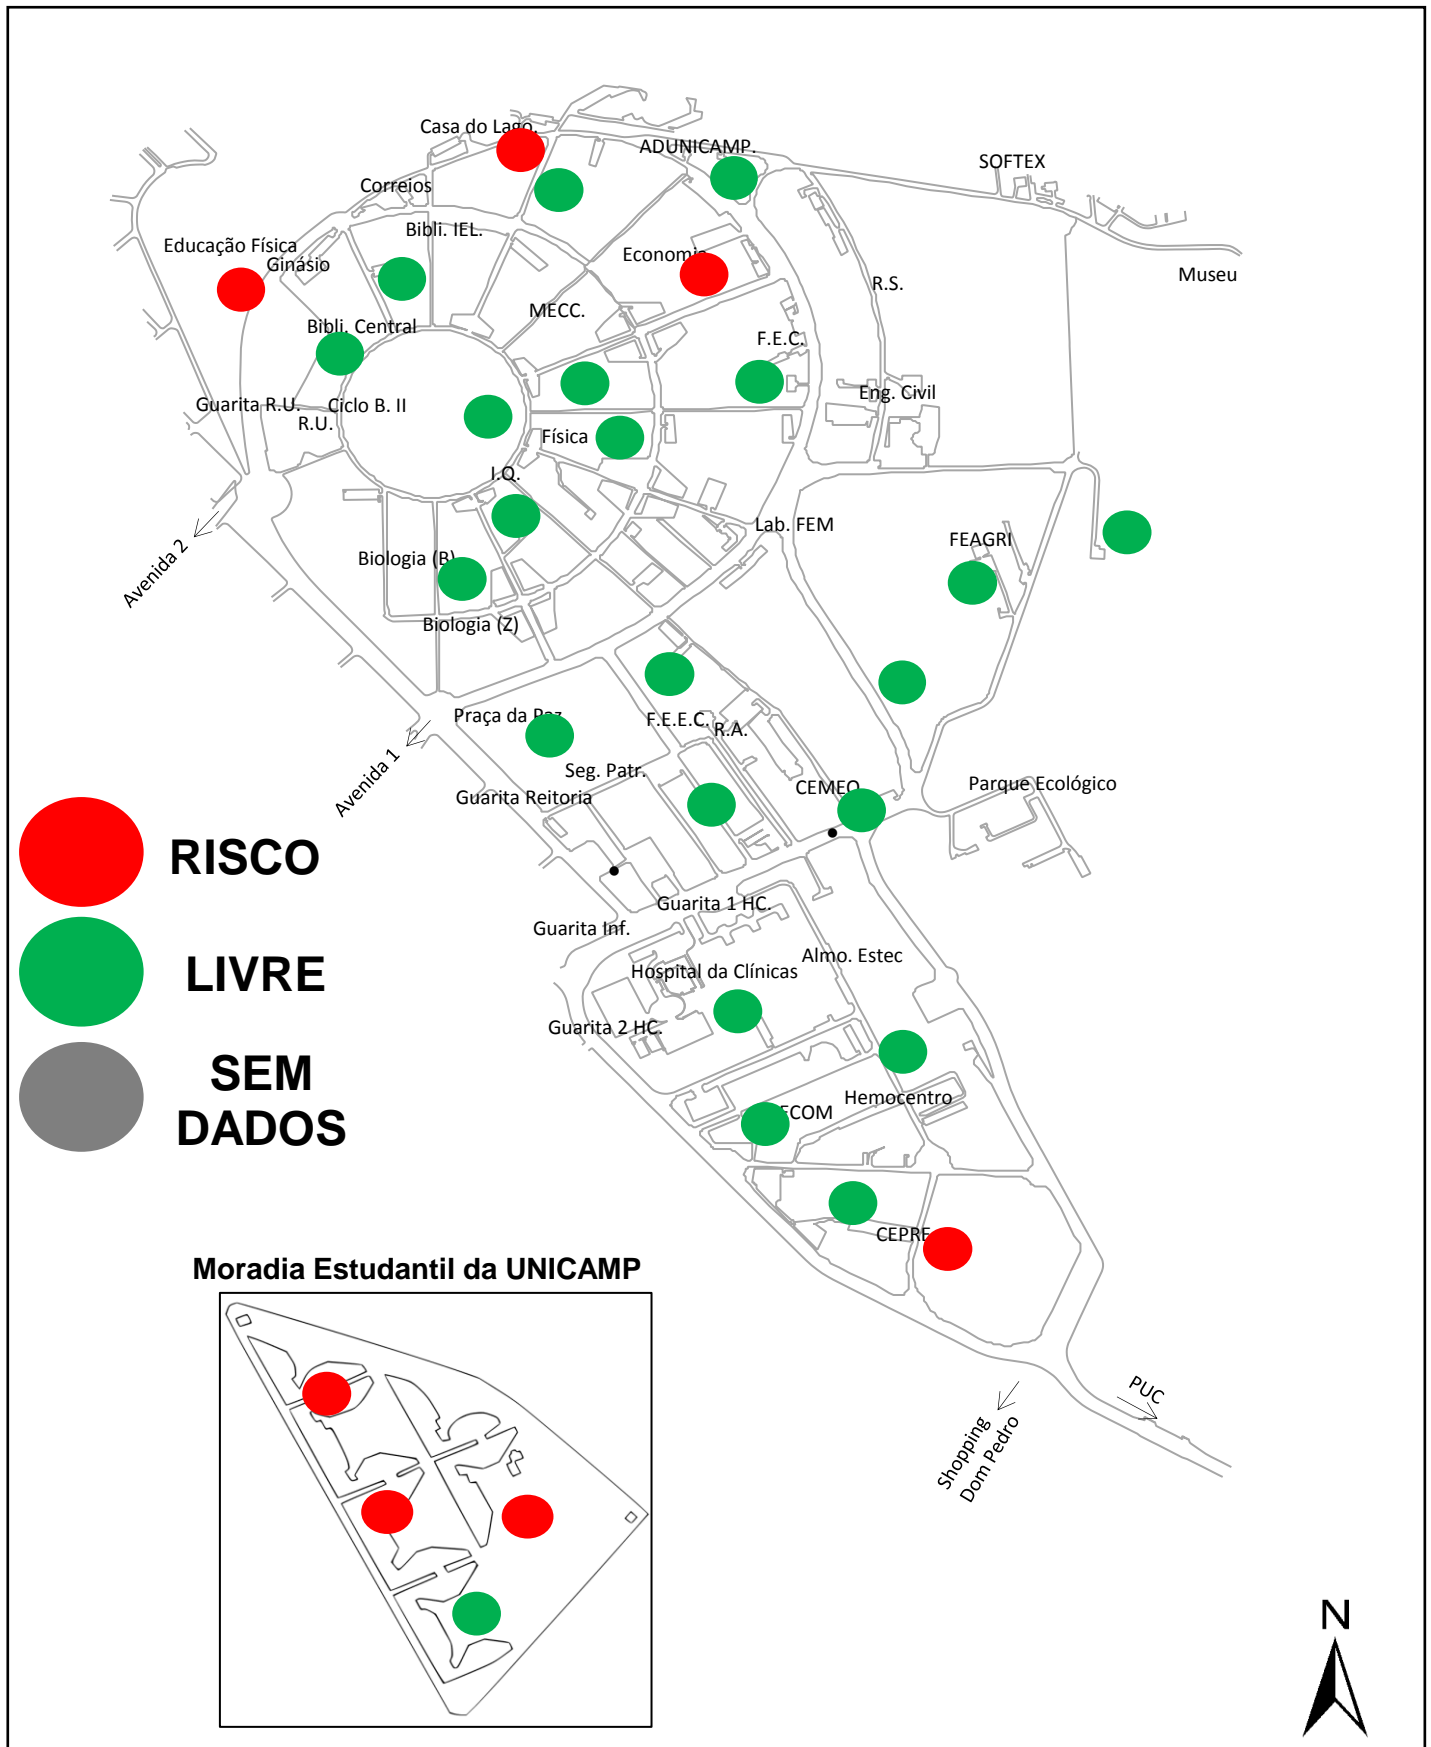 Casa do Lago.
ADUNICAMP.
SOFTEX
Correios
Bibli. IEL.
Educação Física
Ginásio
Economia
Museu
R.S.
MECC.
Bibli. Central
F.E.C.
Eng. Civil
Guarita R.U.
Ciclo B. II
R.U.
Física
I.Q.
Lab. FEM
FEAGRI
Avenida 2
Biologia (B)
Biologia (Z)
Praça da Paz
F.E.E.C.
R.A.
Avenida 1
Seg. Patr.
Guarita Reitoria
CEMEQ
Parque Ecológico
RISCO
Guarita 1 HC.
Guarita Inf.
Almo. Estec
LIVRE
Hospital da Clínicas
Guarita 2 HC.
SEM
DADOS
Hemocentro
ECOM
CEPRE
Moradia Estudantil da UNICAMP
PUC
Shopping
Dom Pedro
N